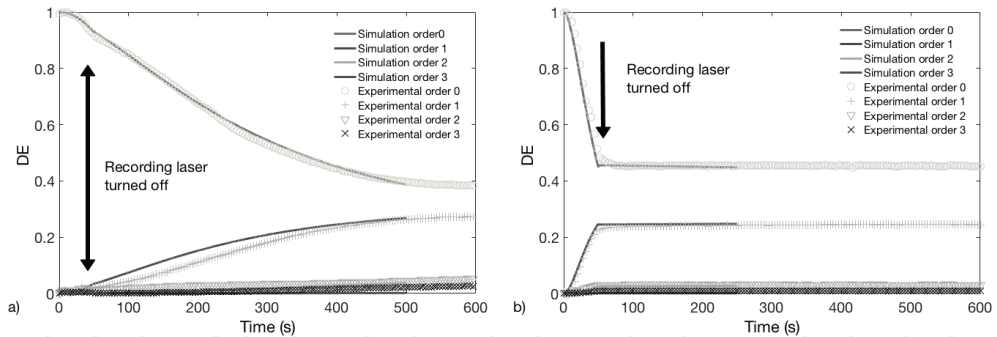 1
0.8
0.6
0.4
0.2
0
DE
0
100
200
300
400
500
600
Time (s)
a)
Recording laser
turned off
Simulation order0
Simulation order 1
Simulation order 2
Simulation order 3
Experimental order 0
Experimental order 1
Experimental order 2
Experimental order 3
1
0.8
0.6
0.4
0.2
0
DE
0
100
200
300
400
500
600
Time (s)
b)
Recording laser
turned off
Simulation order 0
Simulation order 1
Simulation order 2
Simulation order 3
Experimental order 0
Experimental order 1
Experimental order 2
Experimental order 3